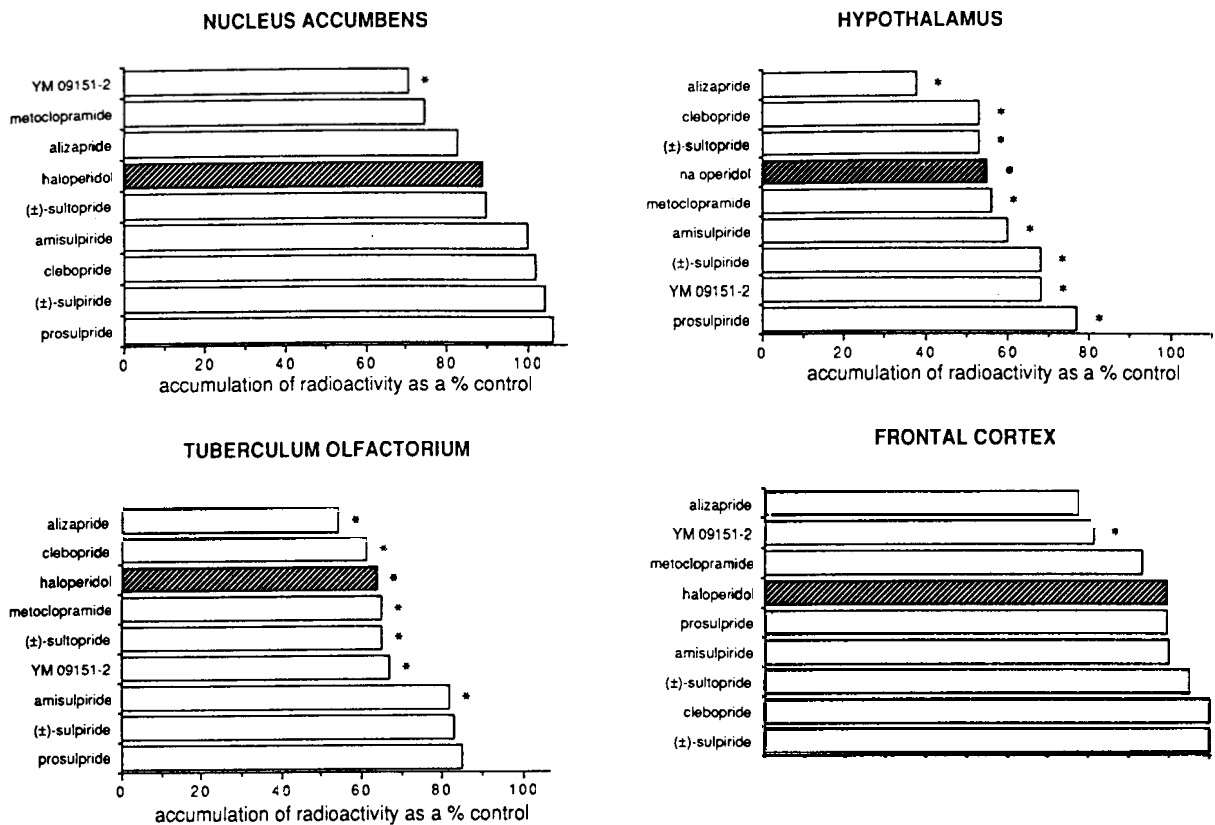 NUCLEUS ACCUMBENS
YM 09151-2 *
metoclopramide
alizapride
haloperidol
(±)-sultopride
amisulpiride
clebopride
(±)-sulpiride
prosulpride
0 20 40 60 80 100
accumulation of radioactivity as a % control
HYPOTHALAMUS
alizapride *
clebopride *
(±)-sultopride *
na operidol •
metoclopramide *
amisulpiride *
(±)-sulpiride *
YM 09151-2 *
prosulpiride *
0 20 40 60 80 100
accumulation of radioactivity as a % control
TUBERCULUM OLFACTORIUM
alizapride *
clebopride *
haloperidol *
metoclopramide *
(±)-sultopride *
YM 09151-2 *
amisulpiride *
(±)-sulpiride
prosulpride
0 20 40 60 80 100
accumulation of radioactivity as a % control
FRONTAL CORTEX
alizapride
YM 09151-2 *
metoclopramide
haloperidol
prosulpride
amisulpiride
(±)-sultopride
clebopride
(±)-sulpiride